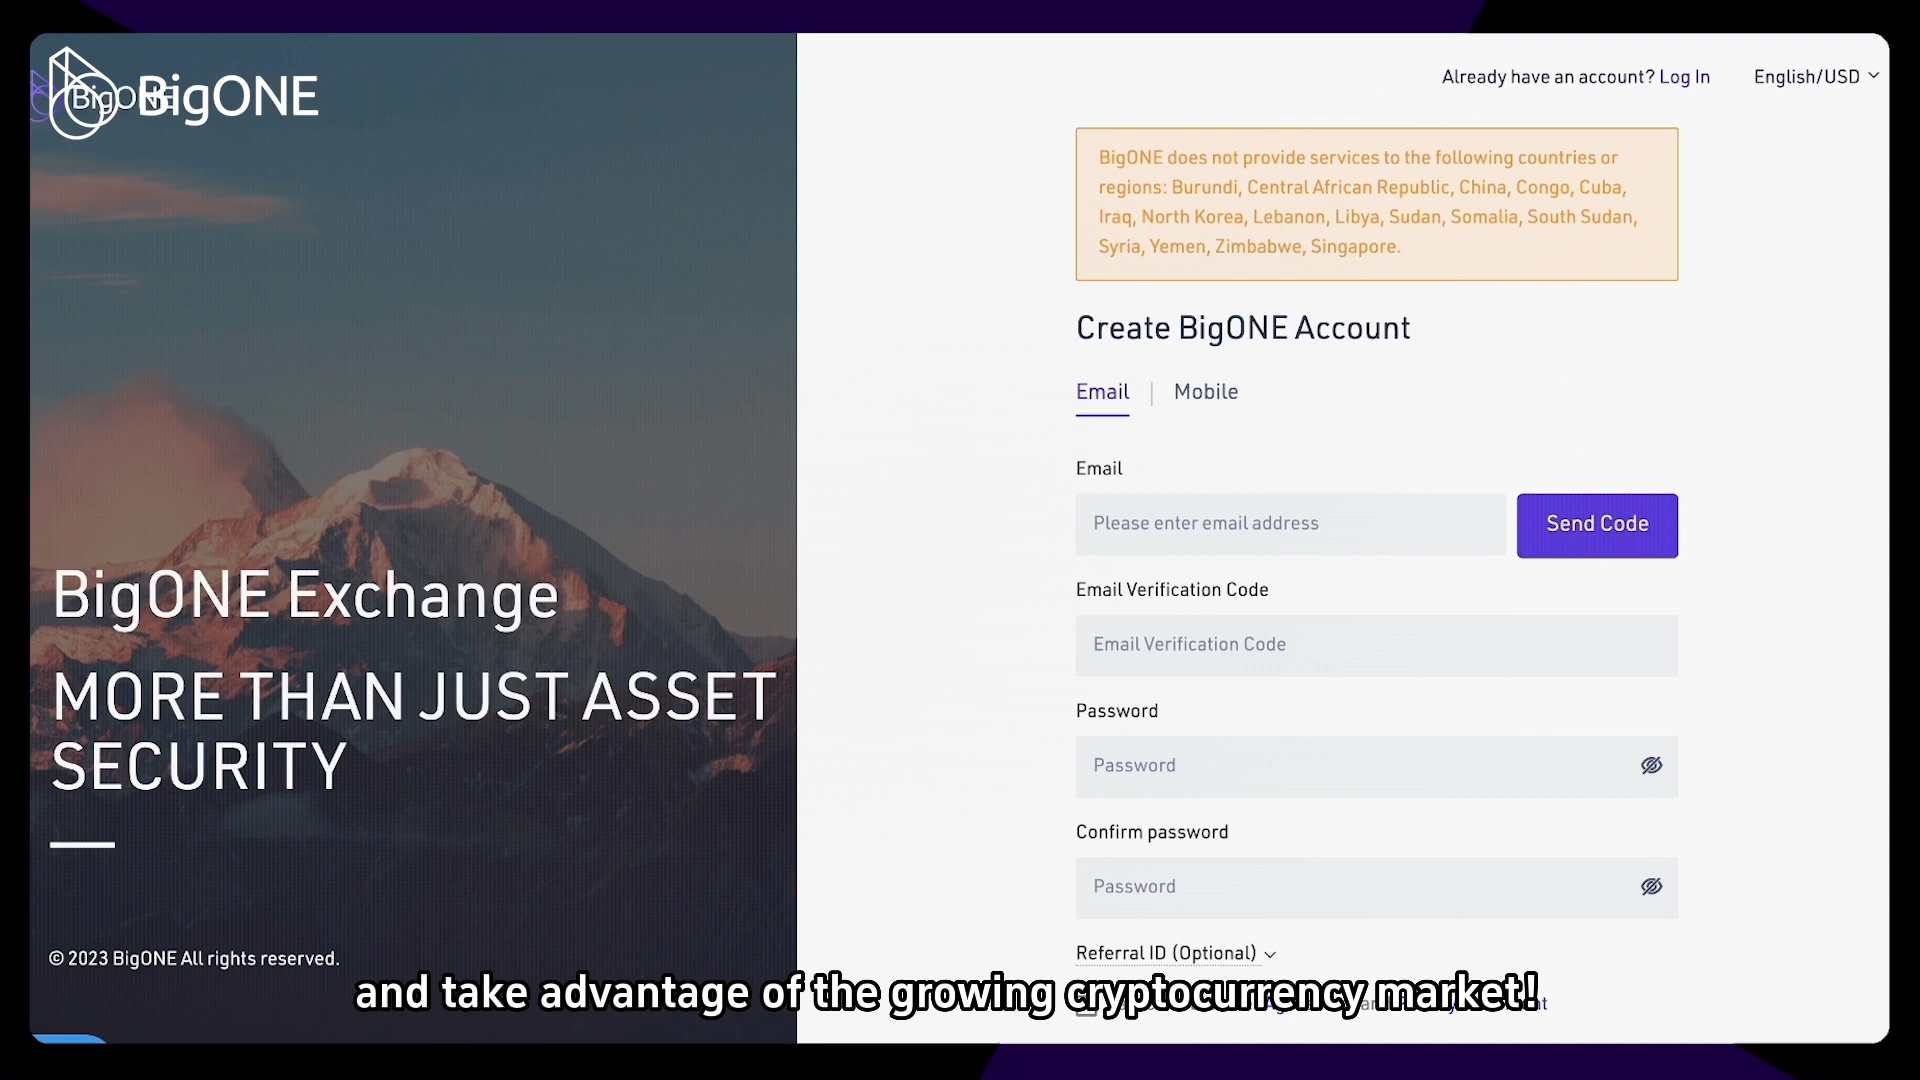 BigONE
BigONE
Already have an account? Log In
English/USD
BigONE does not provide services to the following countries or
regions: Burundi, Central African Republic, China, Congo, Cuba,
Iraq, North Korea, Lebanon, Libya, Sudan, Somalia, South Sudan,
Syria, Yemen, Zimbabwe, Singapore.
Create BigONE Account
Email | Mobile
Email
Please enter email address
Send Code
Email Verification Code
Email Verification Code
Password
Password
Confirm password
Password
Referral ID (Optional)
BigONE Exchange
MORE THAN JUST ASSET
SECURITY
© 2023 BigONE All rights reserved.
and take advantage of the growing cryptocurrency market!